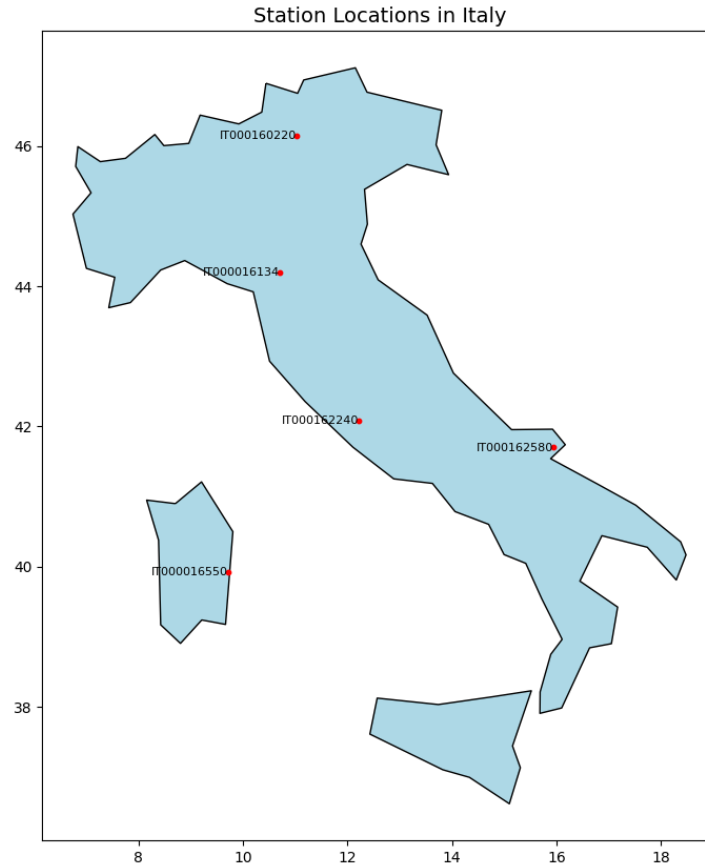 Station Locations in Italy
46
IT000160220
44
IT000016134
42
IT000162240
IT000162580
40
IT000016550
38
8 10 12 14 16 18